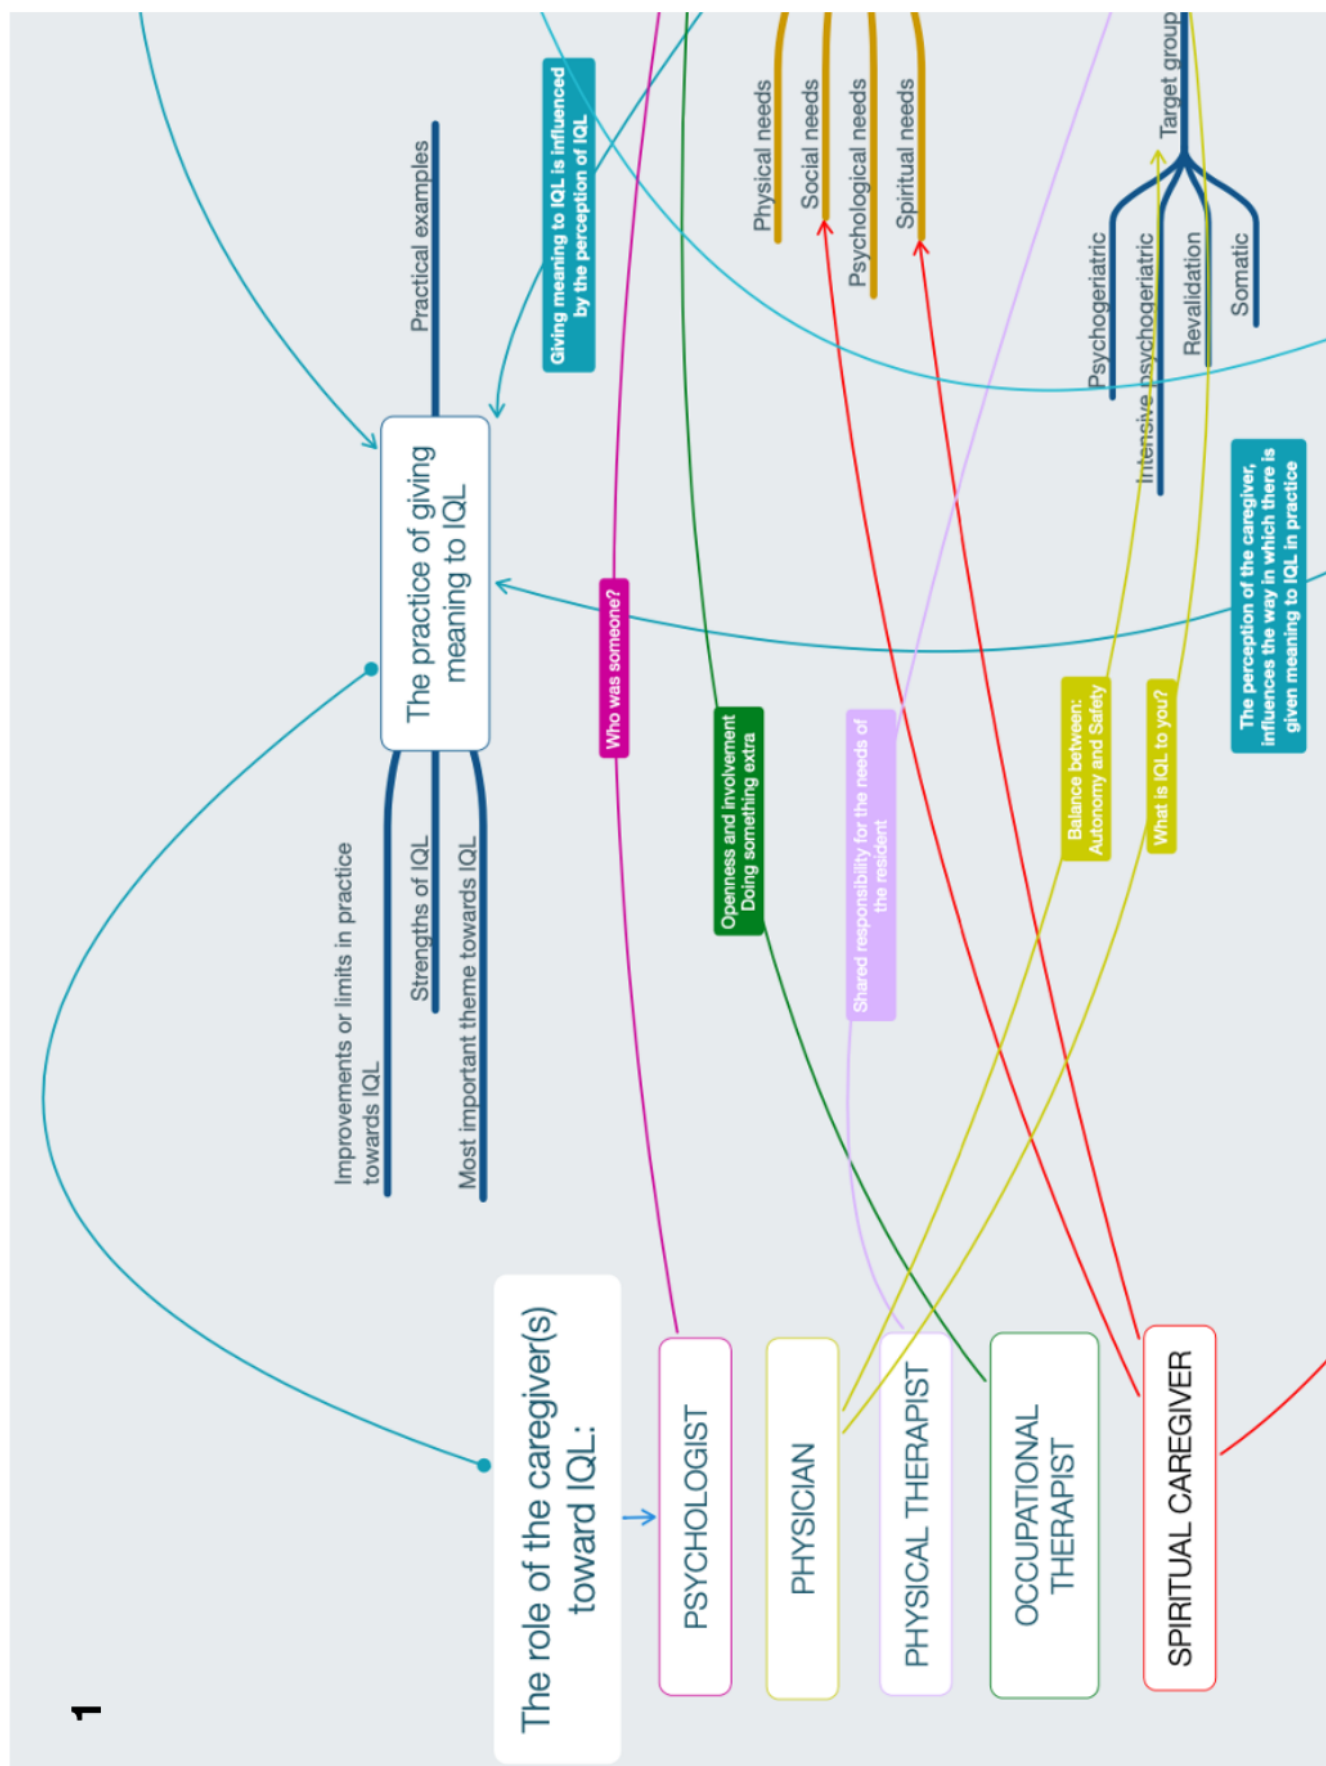 1
The role of the caregiver(s)
toward IQL:
PSYCHOLOGIST
PHYSICIAN
PHYSICAL THERAPIST
OCCUPATIONAL
THERAPIST
SPIRITUAL CAREGIVER
Improvements or limits in practice
towards IQL
Strengths of IQL
Most important theme towards IQL
The practice of giving
meaning to IQL
Practical examples
Giving meaning to IQL is influenced
by the perception of IQL
Who was someone?
Openness and involvement
Doing something extra
Shared responsibility for the needs of
the resident
Balance between:
Autonomy and Safety
What is IQL to you?
The perception of the caregiver,
influences the way in which there is
given meaning to IQL in practice
Physical needs
Social needs
Psychological needs
Spiritual needs
Psychogeriatric
Intensive psychogeriatric
Revalidation
Somatic
Target group